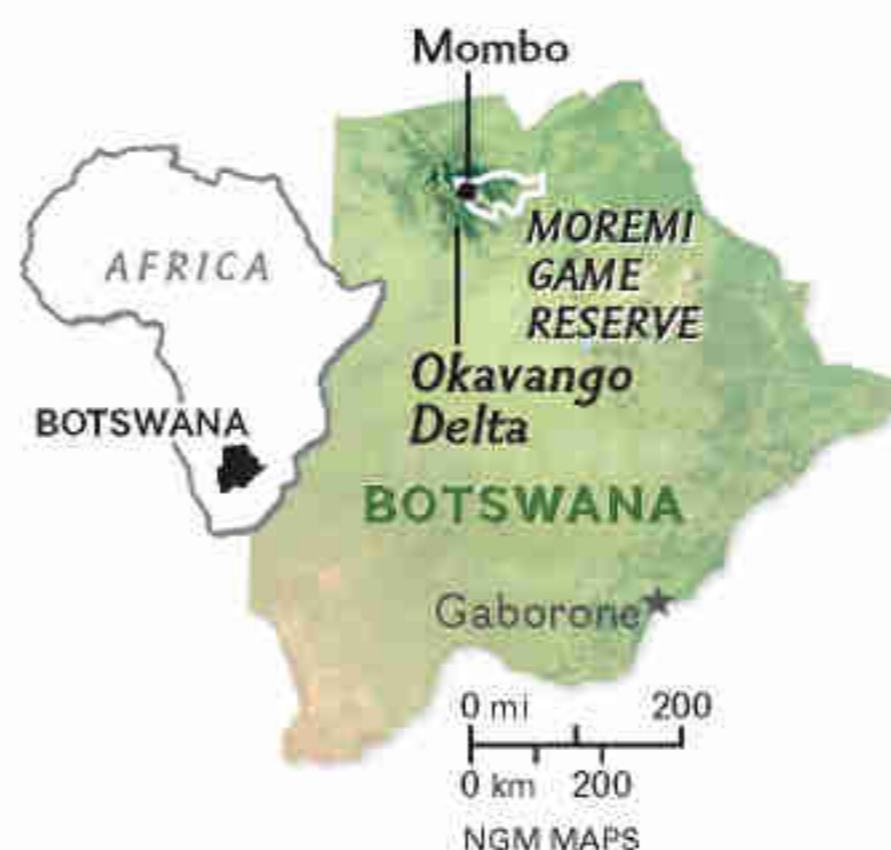 Mombo
AFRICA
MOREMI
GAME
RESERVE
Okavango
Delta
BOTSWANA
BOTSWANA
Gaborone
0 mi 200
0 km 200
NGM MAPS